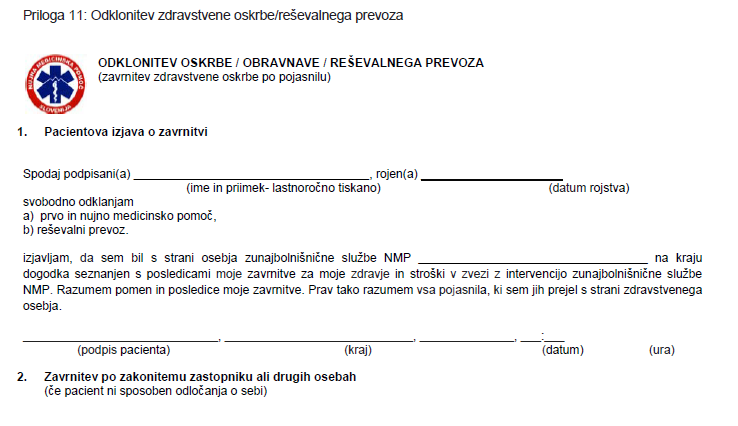 Priloga 11: Odklonitev zdravstvene oskrbe/reševalnega prevoza
NUJNA MEDICINSKA POMOČ
SLOVENIJA
ODKLONITEV OSKRBE / OBRAVNAVE / REŠEVALNEGA PREVOZA
(zavrnitev zdravstvene oskrbe po pojasnilu)
1. Pacientova izjava o zavrnitvi
Spodaj podpisani(a) ____________________________________, rojen(a) ______________________
(ime in priimek- lastnoročno tiskano) (datum rojstva)
svobodno odklanjam
a) prvo in nujno medicinsko pomoč,
b) reševalni prevoz.
izjavljam, da sem bil s strani osebja zunajbolnišnične službe NMP ____________________________________ na kraju
dogodka seznanjen s posledicami moje zavrnitve za moje zdravje in stroški v zvezi z intervencijo zunajbolnišnične službe
NMP. Razumem pomen in posledice moje zavrnitve. Prav tako razumem vsa pojasnila, ki sem jih prejel s strani zdravstvenega
osebja.
______________________________, _____________________________, _______________, ___:___
(podpis pacienta) (kraj) (datum) (ura)
2. Zavrnitev po zakonitemu zastopniku ali drugih osebah
(če pacient ni sposoben odločanja o sebi)